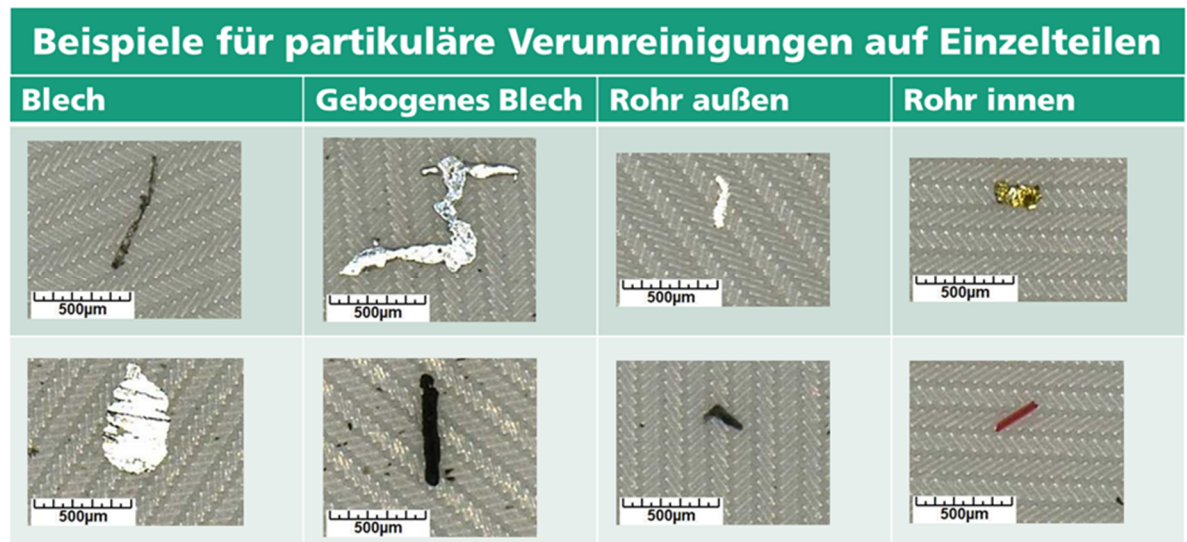 Beispiele für partikuläre Verunreinigungen auf Einzelteilen
Blech
Gebogenes Blech
Rohr außen
Rohr innen
500µm
500µm
500µm
500µm
500µm
500µm
500µm
500µm